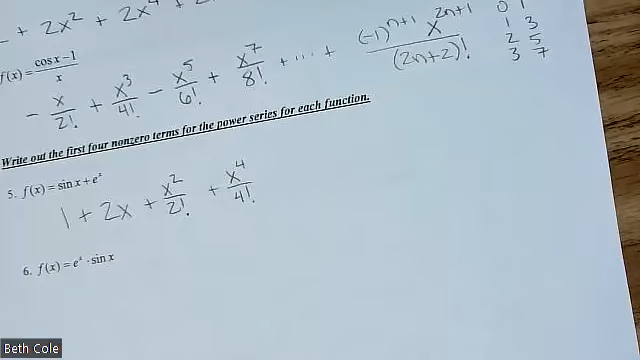 + 2x² + 2x⁴ +
f(x) = (cos x − 1)/x
− x/2! + x³/4! − x⁵/6! + x⁷/8! + ... + (-1)ⁿ⁺¹ x²ⁿ⁺¹/(2n+2)!
0 1
1 3
2 5
3 7
Write out the first four nonzero terms for the power series for each function.
5. f(x) = sin x + eˣ
1 + 2x + x²/2! + x⁴/4!
6. f(x) = eˣ · sin x
Beth Cole